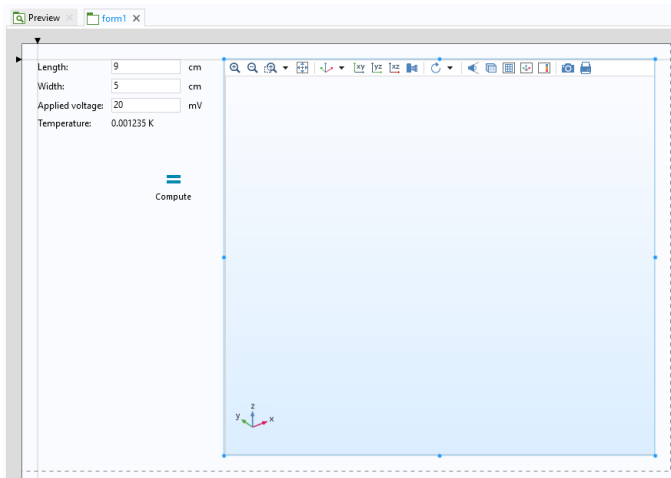 Preview
form1
Length: 9 cm
Width: 5 cm
Applied voltage: 20 mV
Temperature: 0.001235 K
Compute
xy yz xz
z
y x